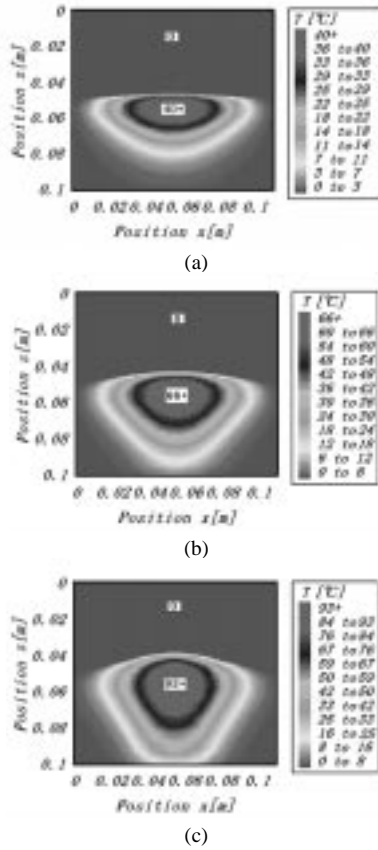 T [℃]
40+
36 to 40
33 to 36
29 to 33
25 to 29
22 to 25
18 to 22
14 to 18
11 to 14
7 to 11
3 to 7
0 to 3
0
0.02
0.04
0.06
0.08
0.1
Position z[m]
0 0.02 0.04 0.06 0.08 0.1
Position x[m]
(a)
T [℃]
66+
54 to 60
48 to 54
42 to 48
36 to 42
24 to 30
18 to 24
12 to 18
6 to 12
0 to 6
0
0.02
0.04
0.08
0.1
66+
Position z[m]
0 0.02 0.04 0.06 0.08 0.1
Position x[m]
(b)
T [℃]
93+
84 to 93
76 to 84
67 to 76
59 to 67
50 to 59
42 to 50
33 to 42
25 to 33
16 to 25
8 to 16
0 to 8
0
0.02
0.04
0.06
0.08
0.1
93+
Position z[m]
0 0.02 0.04 0.06 0.08 0.1
Position x[m]
(c)